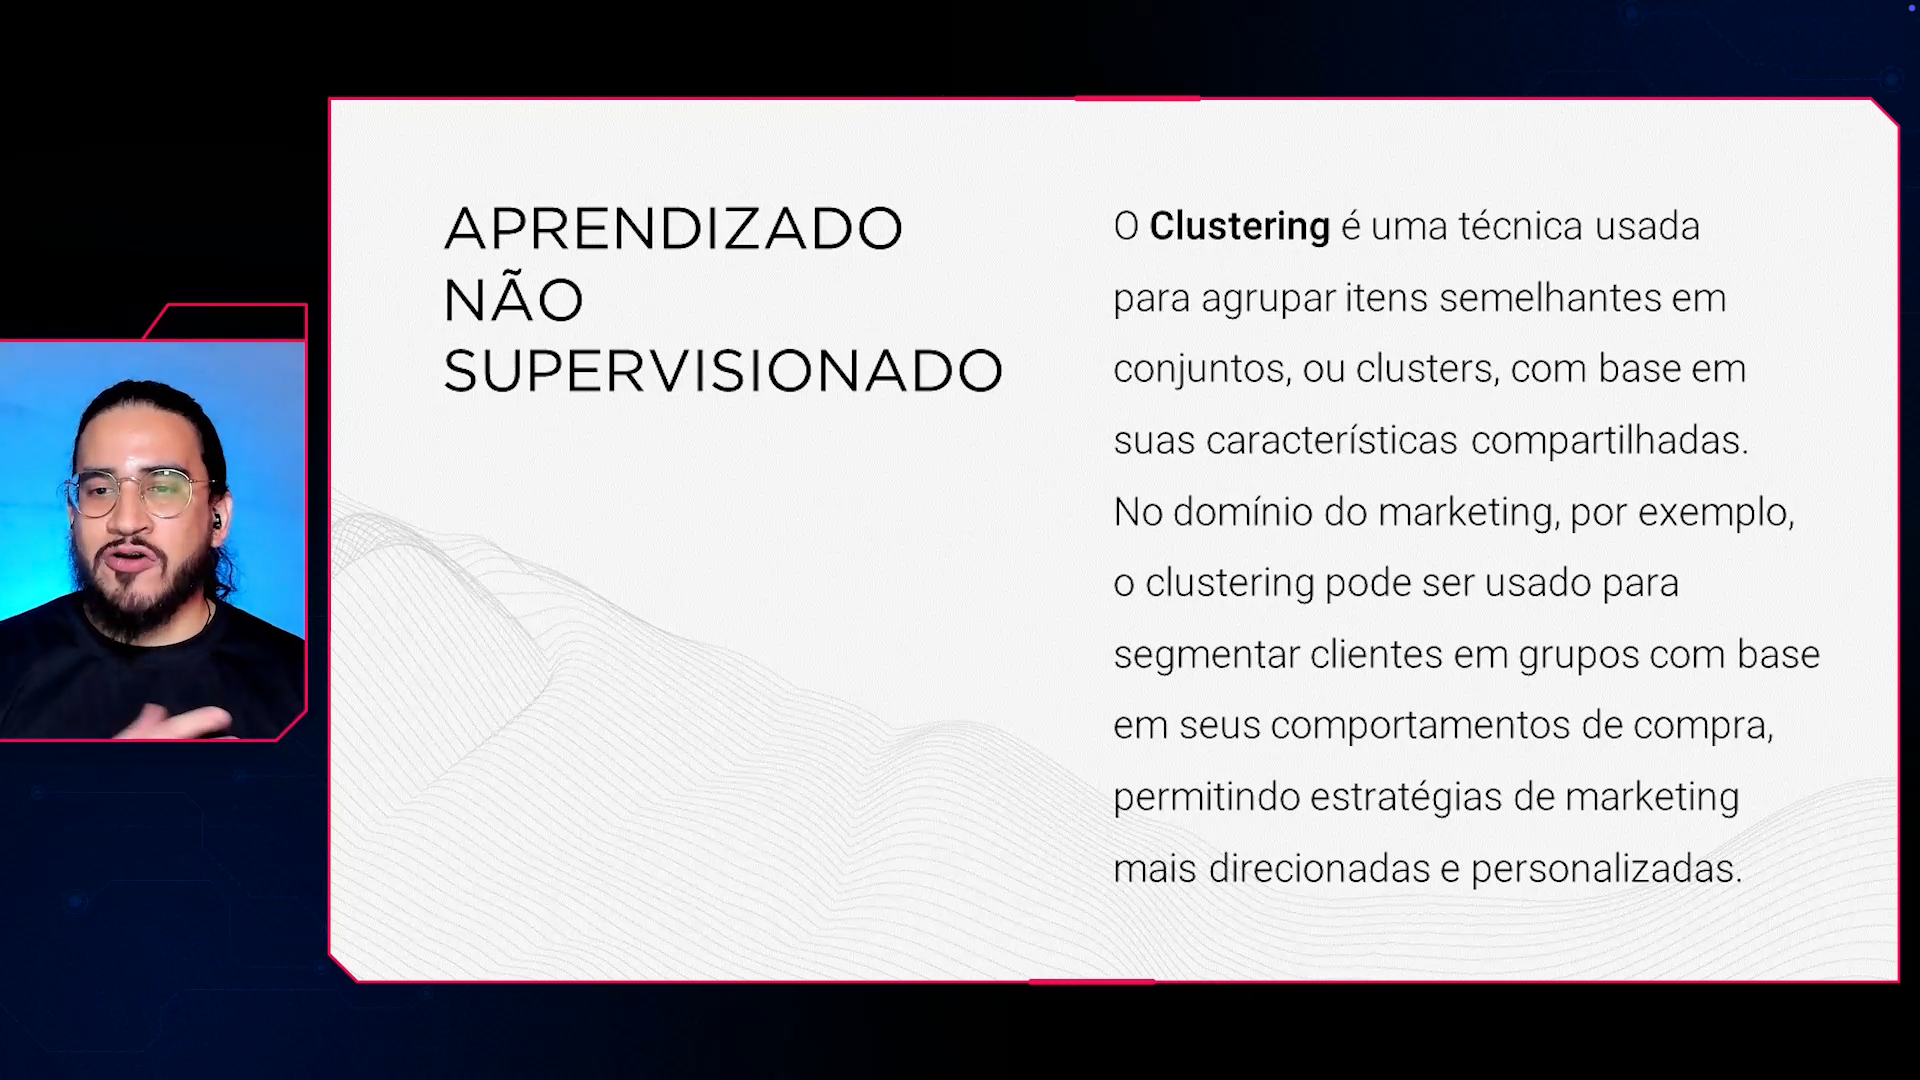 APRENDIZADO
NÃO
SUPERVISIONADO
O Clustering é uma técnica usada
para agrupar itens semelhantes em
conjuntos, ou clusters, com base em
suas características compartilhadas.
No domínio do marketing, por exemplo,
o clustering pode ser usado para
segmentar clientes em grupos com base
em seus comportamentos de compra,
permitindo estratégias de marketing
mais direcionadas e personalizadas.